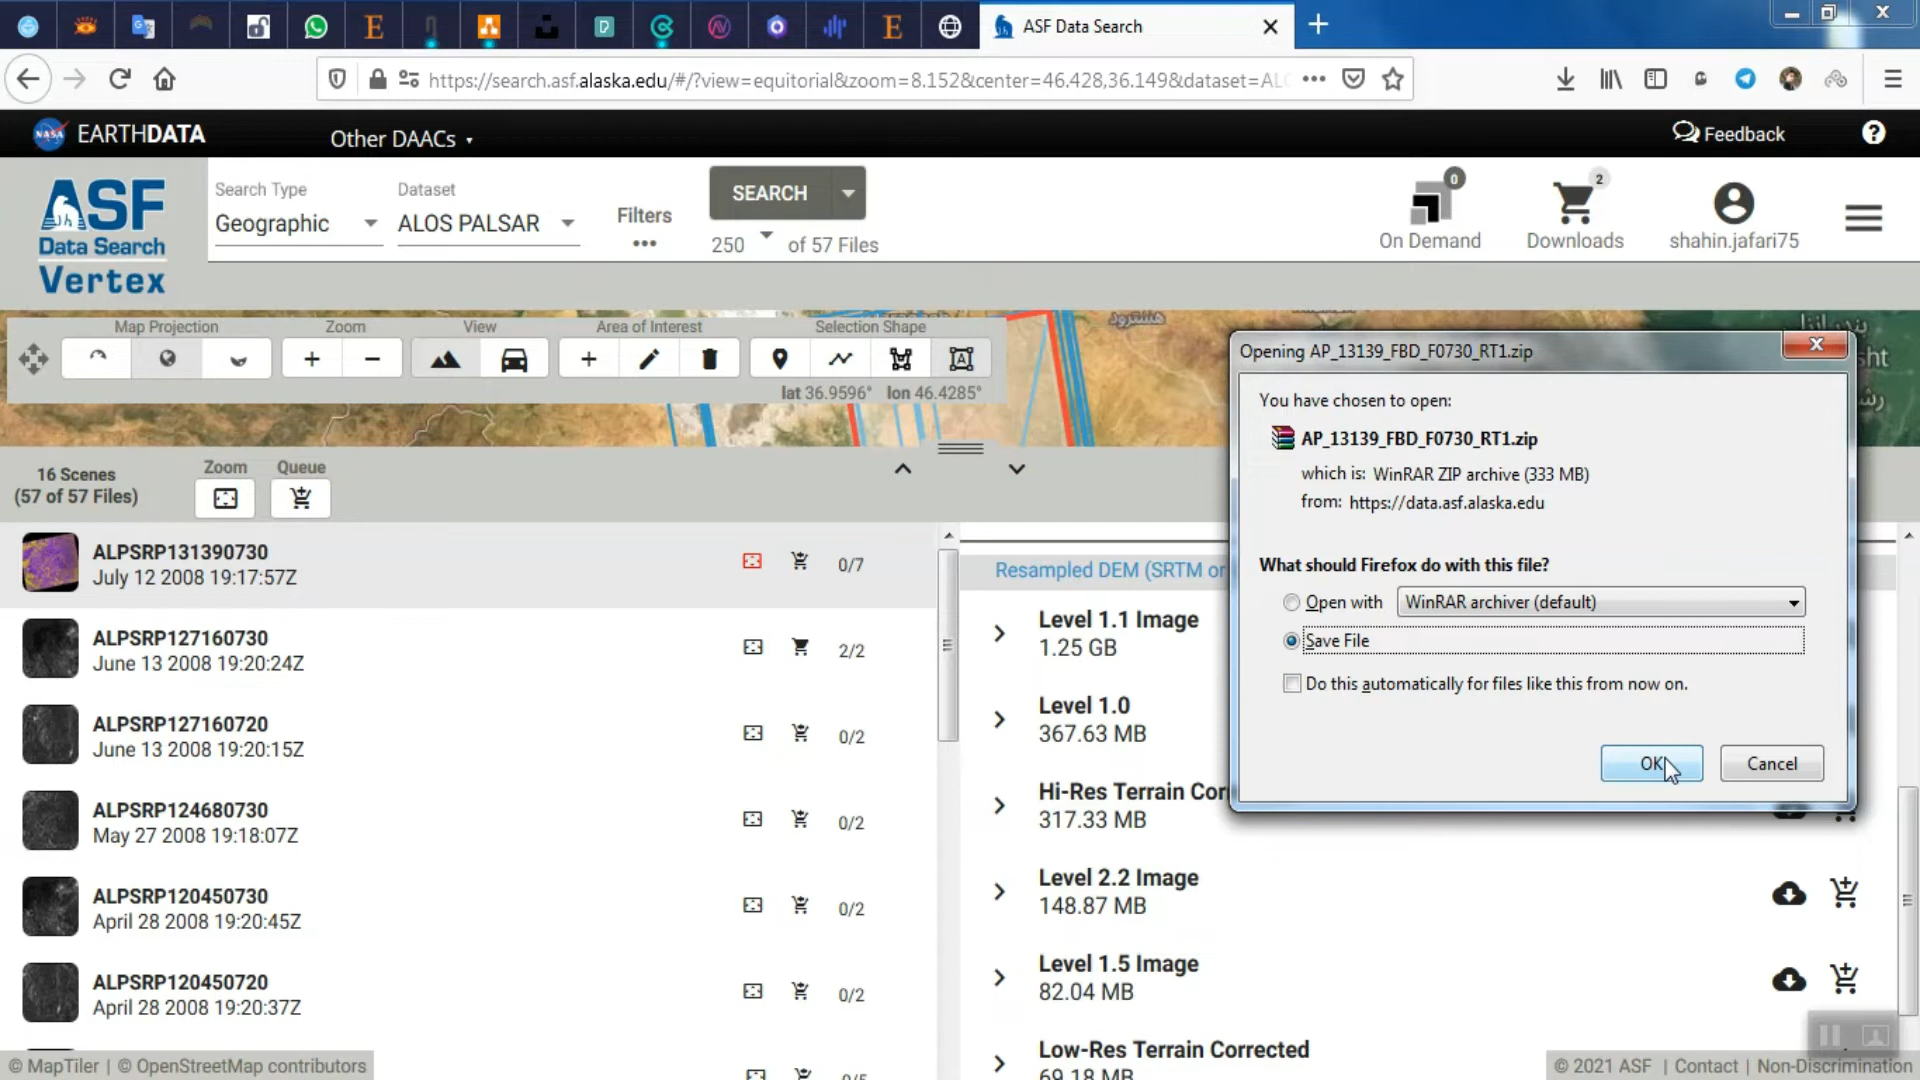 ASF Data Search
https://search.asf.alaska.edu/#/?view=equitorial&zoom=8.152&center=46.428,36.149&dataset=ALO
NASA EARTHDATA
Other DAACs
Feedback
ASF
Data Search
Vertex
Search Type
Geographic
Dataset
ALOS PALSAR
Filters
SEARCH
250 of 57 Files
0
On Demand
2
Downloads
shahin.jafari75
Map Projection
Zoom
View
Area of Interest
Selection Shape
lat 36.9596° lon 46.4285°
هشترود
16 Scenes
(57 of 57 Files)
Zoom
Queue
ALPSRP131390730
July 12 2008 19:17:57Z
0/7
ALPSRP127160730
June 13 2008 19:20:24Z
2/2
ALPSRP127160720
June 13 2008 19:20:15Z
0/2
ALPSRP124680730
May 27 2008 19:18:07Z
0/2
ALPSRP120450730
April 28 2008 19:20:45Z
0/2
ALPSRP120450720
April 28 2008 19:20:37Z
0/2
0/5
Resampled DEM (SRTM or
Level 1.1 Image
1.25 GB
Level 1.0
367.63 MB
Hi-Res Terrain Cor
317.33 MB
Level 2.2 Image
148.87 MB
Level 1.5 Image
82.04 MB
Low-Res Terrain Corrected
69.18 MB
Opening AP_13139_FBD_F0730_RT1.zip
You have chosen to open:
AP_13139_FBD_F0730_RT1.zip
which is: WinRAR ZIP archive (333 MB)
from: https://data.asf.alaska.edu
What should Firefox do with this file?
Open with WinRAR archiver (default)
Save File
Do this automatically for files like this from now on.
OK
Cancel
© MapTiler | © OpenStreetMap contributors
© 2021 ASF | Contact | Non-Discrimination